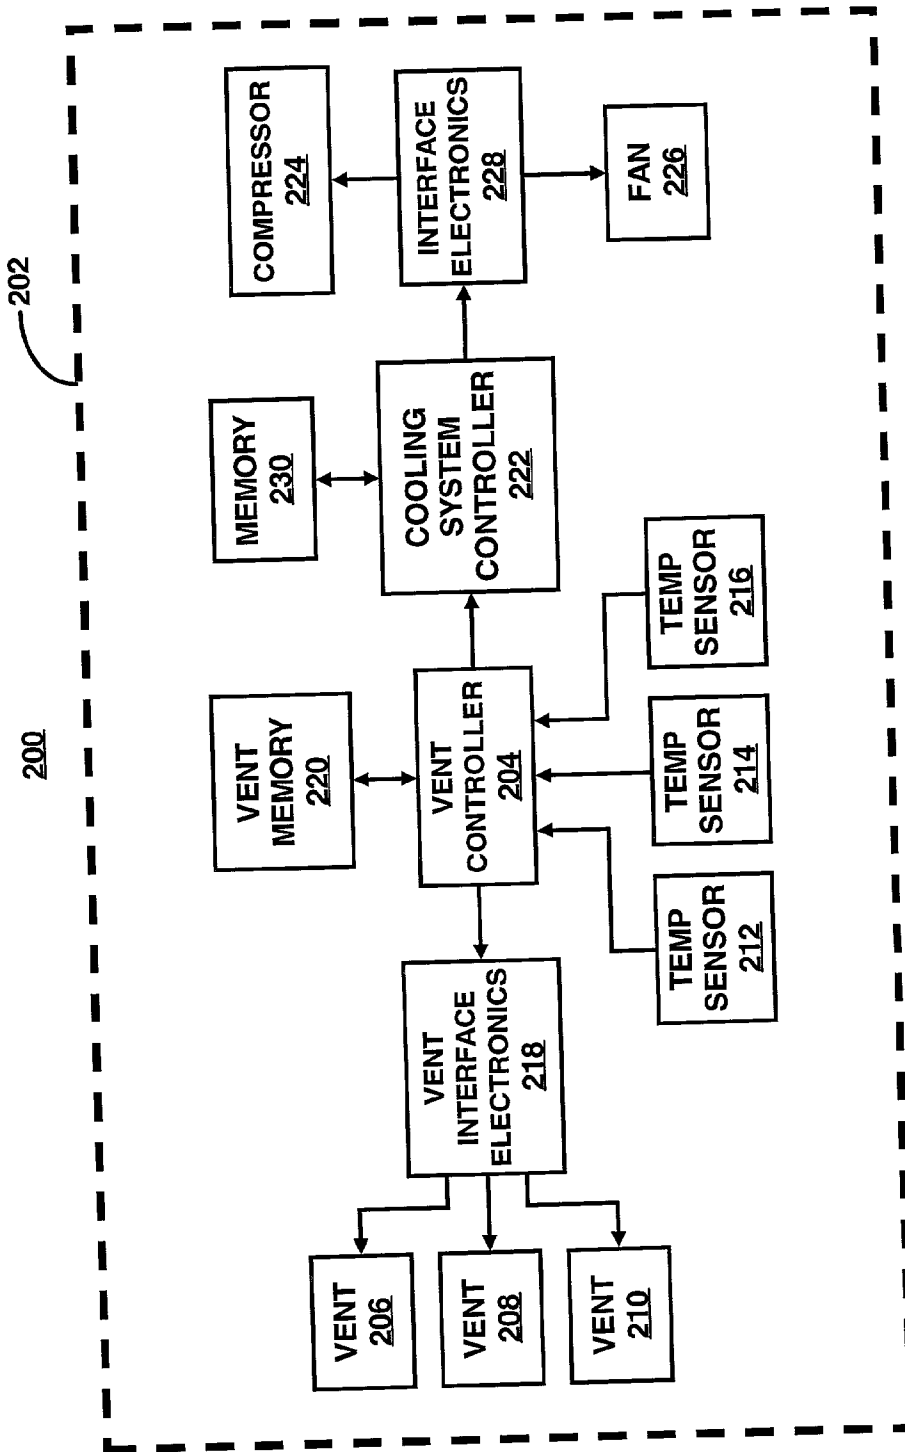 200
202
VENT
MEMORY
220
MEMORY
230
COMPRESSOR
224
VENT
206
VENT
208
VENT
210
VENT
INTERFACE
ELECTRONICS
218
VENT
CONTROLLER
204
COOLING
SYSTEM
CONTROLLER
222
INTERFACE
ELECTRONICS
228
TEMP
SENSOR
212
TEMP
SENSOR
214
TEMP
SENSOR
216
FAN
226